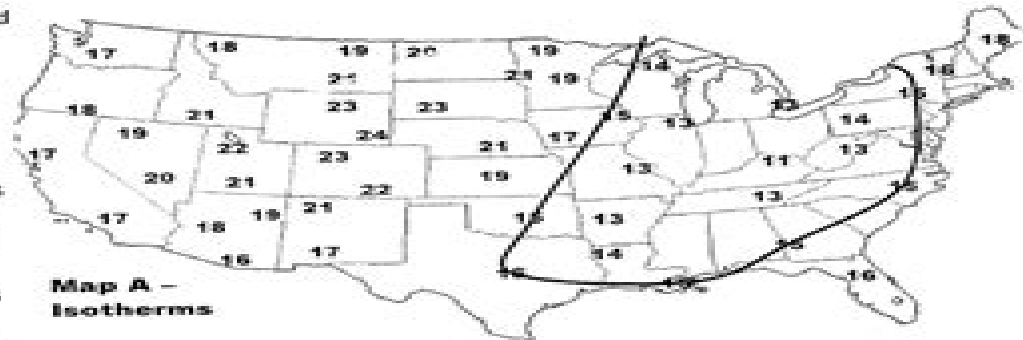 d
17 18 19 20 19 14 18
21 21 19 16
18 21 23 23 15 13 13 15
19 24 17 14
17 22 23 21 13 11 13
20 21 22 19 13 15
17 18 19 21 13
16 17 14 15
16
Map A –
Isotherms